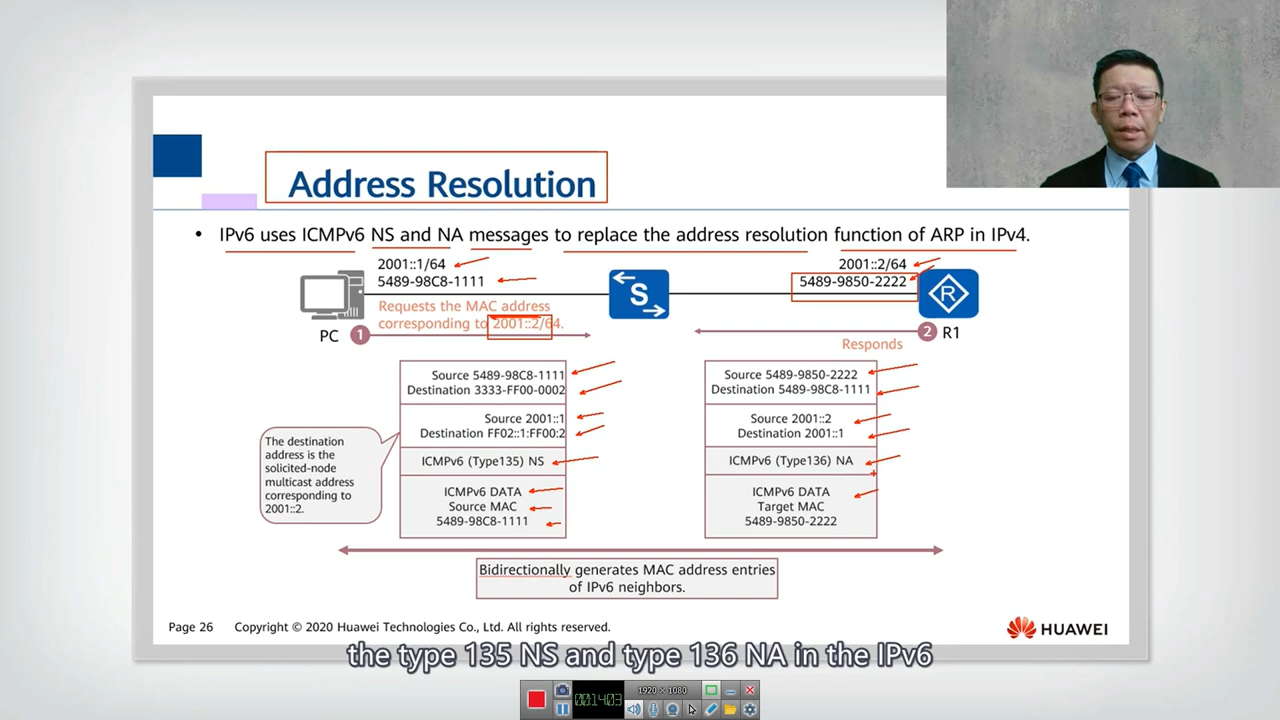 Address Resolution
• IPv6 uses ICMPv6 NS and NA messages to replace the address resolution function of ARP in IPv4.
2001::1/64
5489-98C8-1111
2001::2/64
5489-9850-2222
S
R
Requests the MAC address
corresponding to 2001::2/64.
PC
1
2
R1
Responds
Source 5489-98C8-1111
Destination 3333-FF00-0002
Source 2001::1
Destination FF02::1:FF00:2
ICMPv6 (Type135) NS
ICMPv6 DATA
Source MAC
5489-98C8-1111
Source 5489-9850-2222
Destination 5489-98C8-1111
Source 2001::2
Destination 2001::1
ICMPv6 (Type136) NA
ICMPv6 DATA
Target MAC
5489-9850-2222
The destination
address is the
solicited-node
multicast address
corresponding to
2001::2.
Bidirectionally generates MAC address entries
of IPv6 neighbors.
Page 26 Copyright © 2020 Huawei Technologies Co., Ltd. All rights reserved.
HUAWEI
the type 135 NS and type 136 NA in the IPv6
1920 × 1080